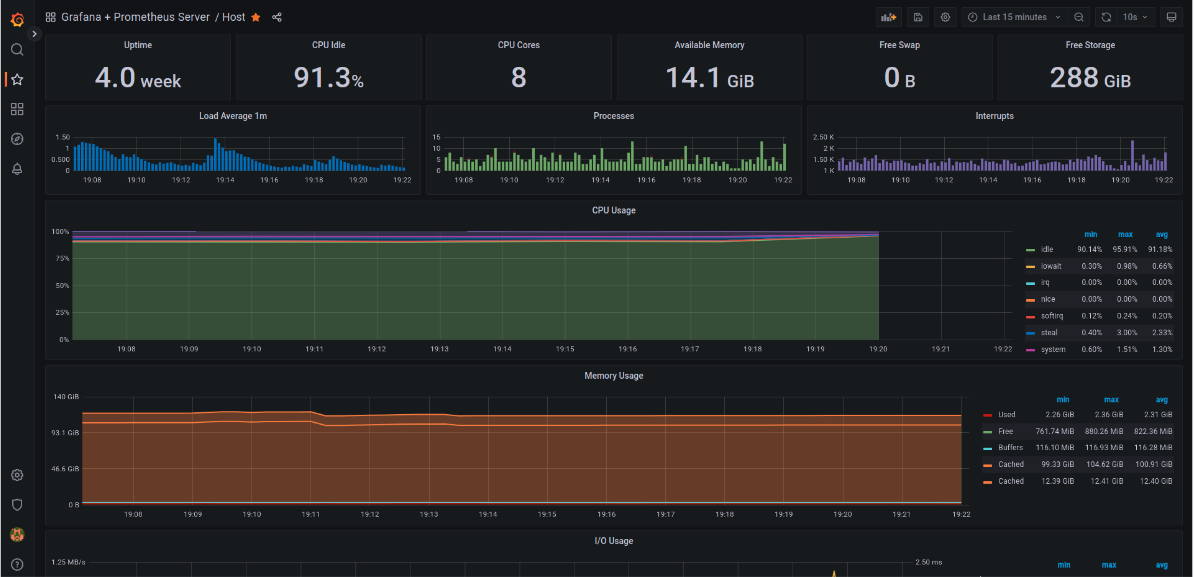 Grafana + Prometheus Server / Host
Last 15 minutes
10s
Uptime
4.0 week
CPU Idle
91.3%
CPU Cores
8
Available Memory
14.1 GiB
Free Swap
0 B
Free Storage
288 GiB
Load Average 1m
1.50
1
0.500
0
19:08 19:10 19:12 19:14 19:16 19:18 19:20 19:22
Processes
15
10
5
0
19:08 19:10 19:12 19:14 19:16 19:18 19:20 19:22
Interrupts
2.50 K
2 K
1.50 K
1 K
19:08 19:10 19:12 19:14 19:16 19:18 19:20 19:22
CPU Usage
100%
75%
50%
25%
0%
19:08 19:09 19:10 19:11 19:12 19:13 19:14 19:15 19:16 19:17 19:18 19:19 19:20 19:21 19:22
min max avg
idle 90.14% 95.91% 91.18%
iowait 0.30% 0.98% 0.66%
irq 0.00% 0.00% 0.00%
nice 0.00% 0.00% 0.00%
softirq 0.12% 0.24% 0.20%
steal 0.40% 3.00% 2.33%
system 0.60% 1.51% 1.30%
Memory Usage
140 GiB
93.1 GiB
46.6 GiB
0 B
19:08 19:09 19:10 19:11 19:12 19:13 19:14 19:15 19:16 19:17 19:18 19:19 19:20 19:21 19:22
min max avg
Used 2.26 GiB 2.36 GiB 2.31 GiB
Free 761.74 MiB 880.26 MiB 822.36 MiB
Buffers 116.10 MiB 116.93 MiB 116.28 MiB
Cached 99.33 GiB 104.62 GiB 100.91 GiB
Cached 12.39 GiB 12.41 GiB 12.40 GiB
I/O Usage
1.25 MB/s
2.50 ms
min max avg